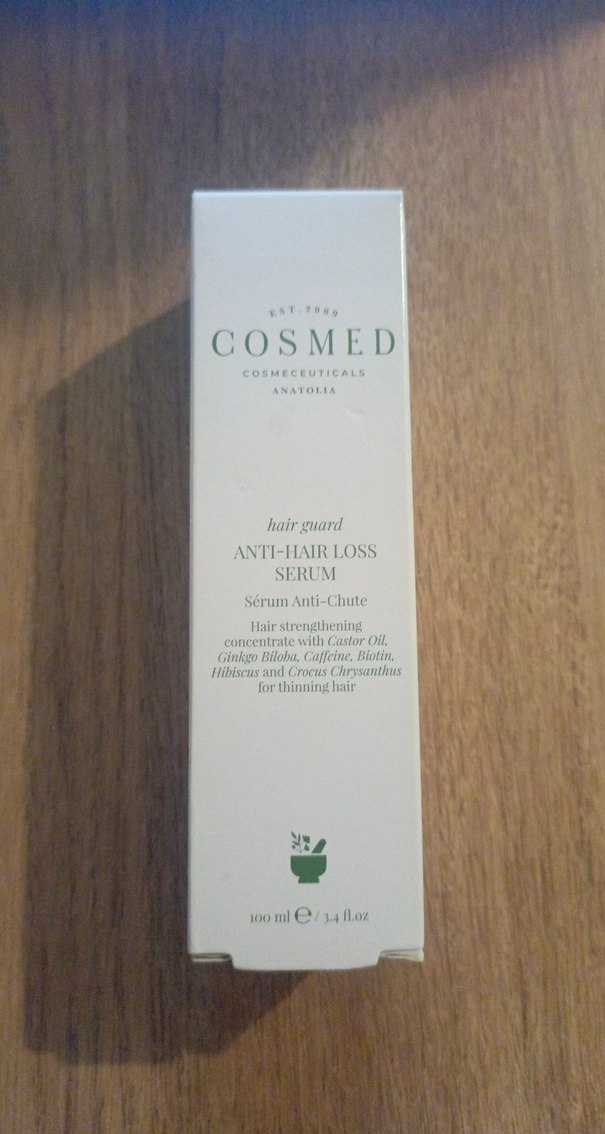 EST.2009
COSMED
COSMECEUTICALS
ANATOLIA
hair guard
ANTI-HAIR LOSS
SERUM
Sérum Anti-Chute
Hair strengthening
concentrate with Castor Oil,
Ginkgo Biloba, Caffeine, Biotin,
Hibiscus and Crocus Chrysanthus
for thinning hair
100 ml ℮ / 3.4 fl.oz